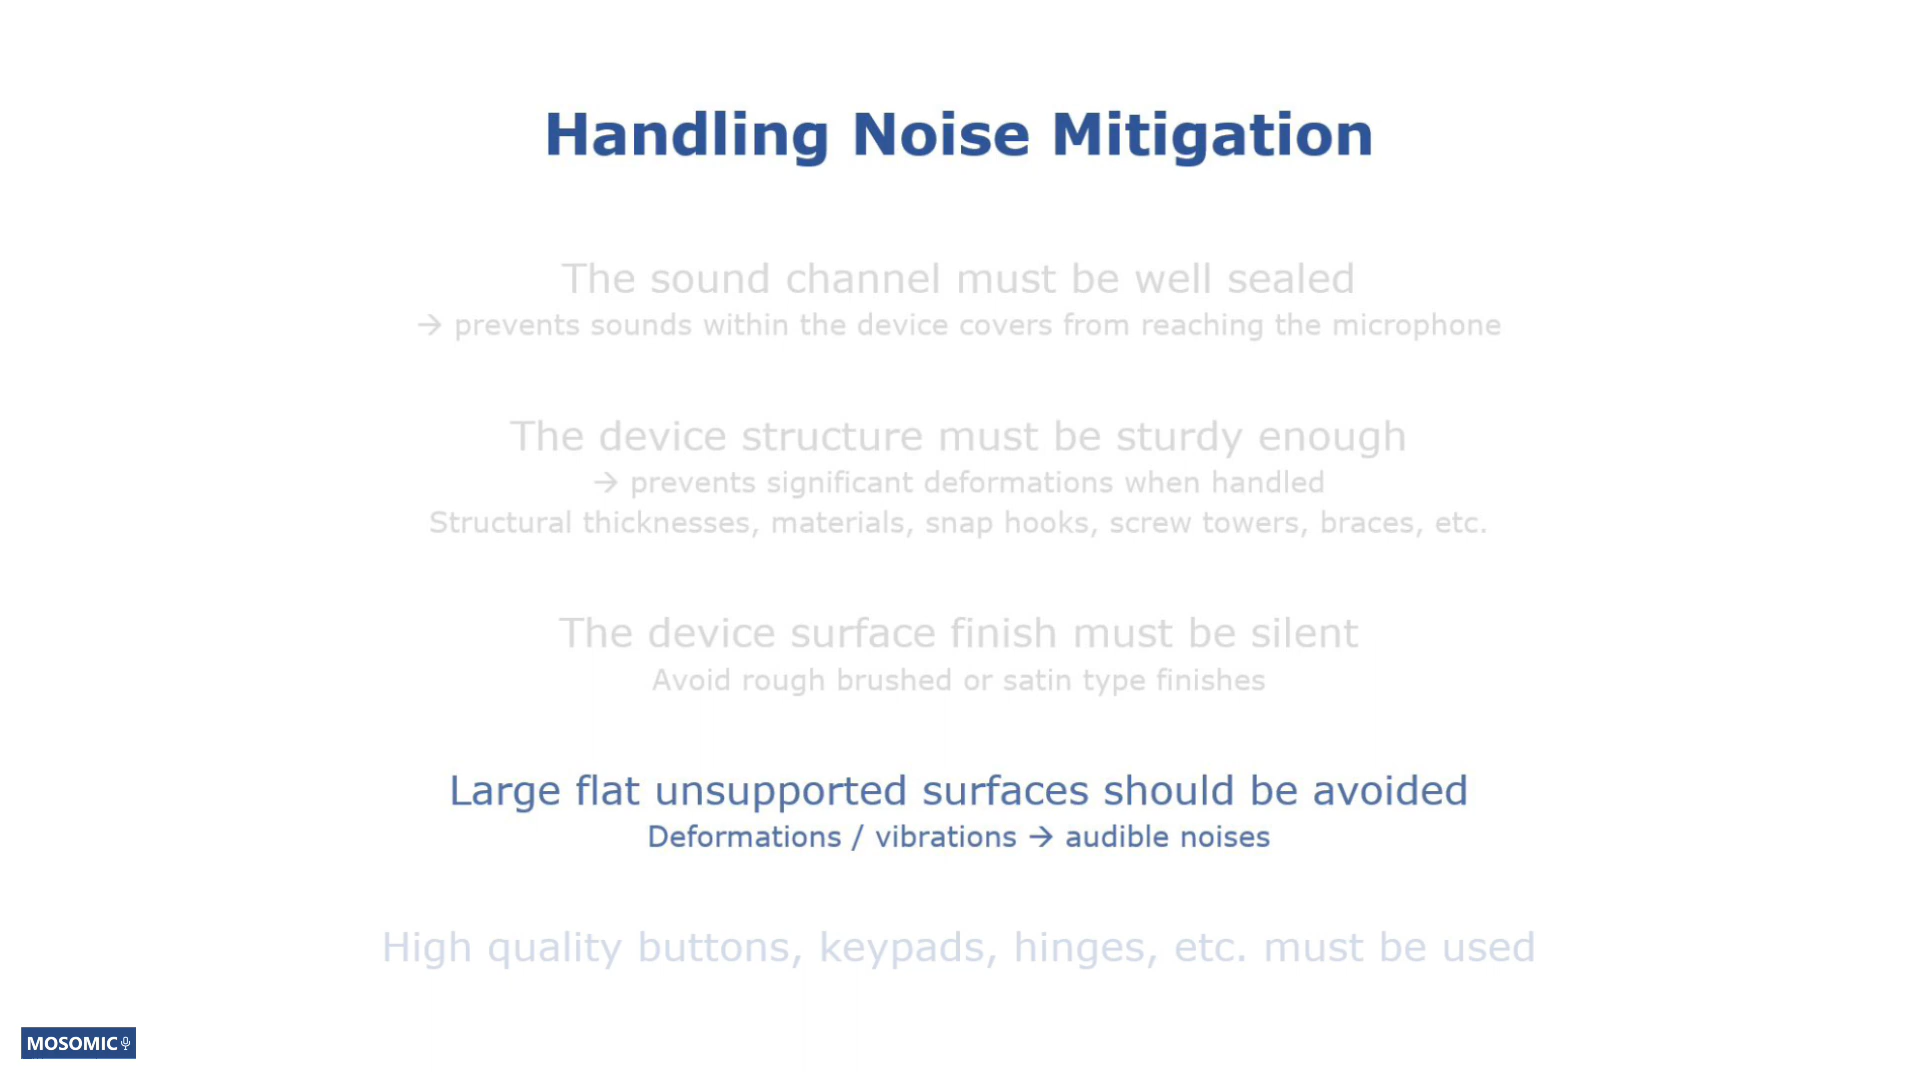 Handling Noise Mitigation
The sound channel must be well sealed
→ prevents sounds within the device covers from reaching the microphone
The device structure must be sturdy enough
→ prevents significant deformations when handled
Structural thicknesses, materials, snap hooks, screw towers, braces, etc.
The device surface finish must be silent
Avoid rough brushed or satin type finishes
Large flat unsupported surfaces should be avoided
Deformations / vibrations → audible noises
High quality buttons, keypads, hinges, etc. must be used
MOSOMIC